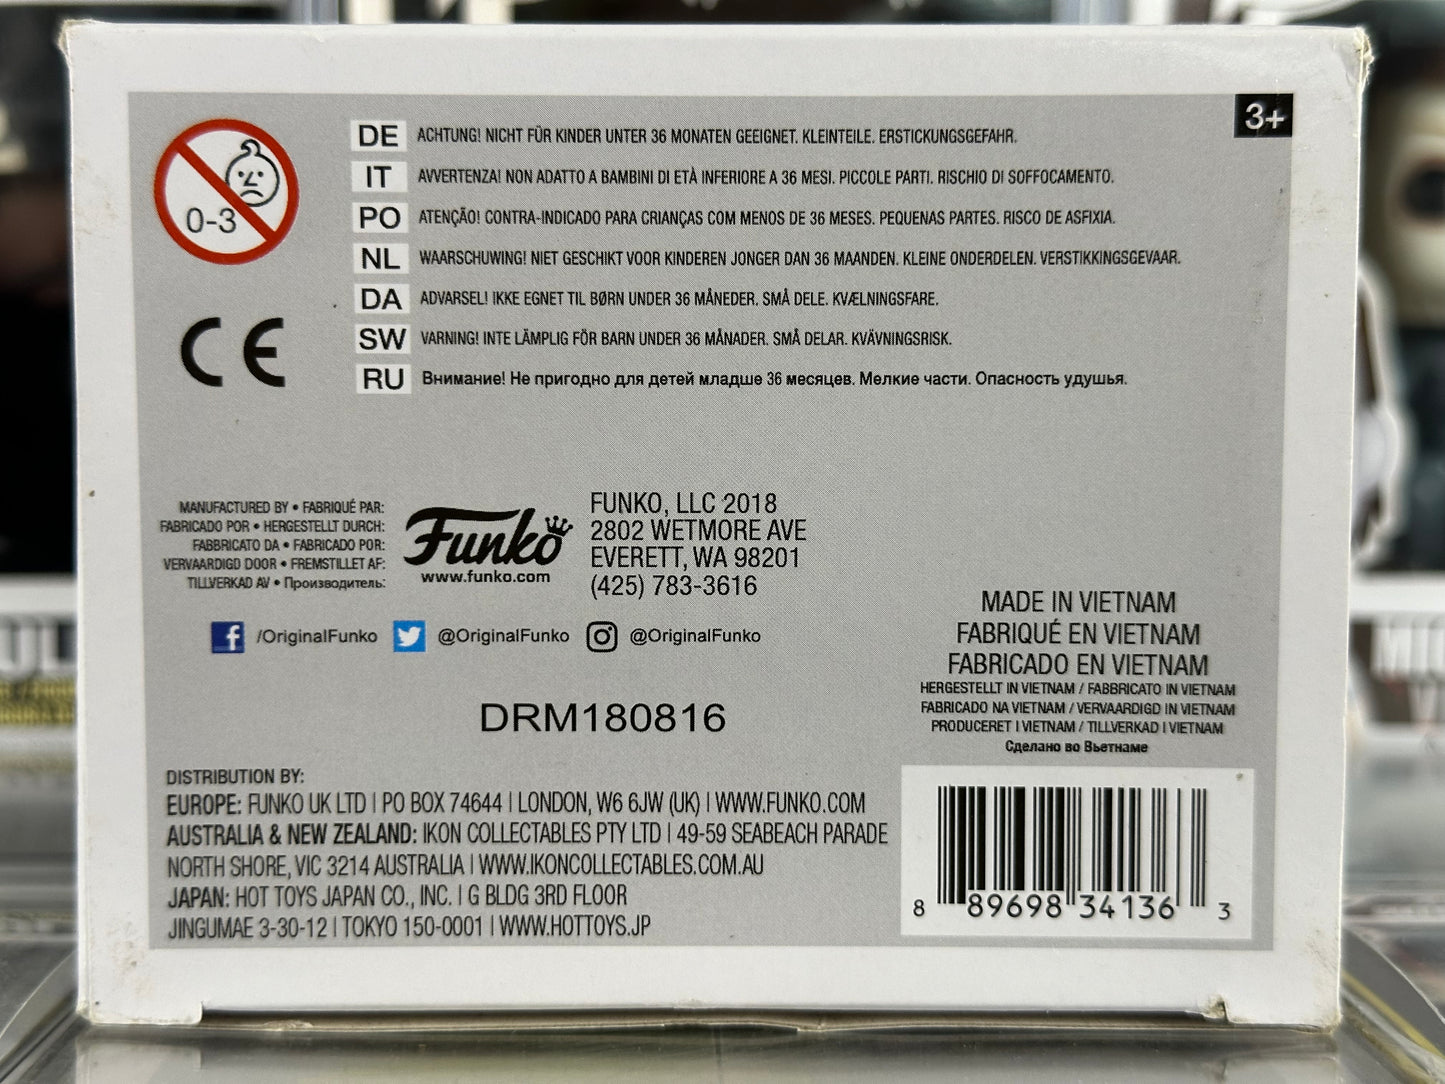 3+
0-3
DE ACHTUNG! NICHT FÜR KINDER UNTER 36 MONATEN GEEIGNET. KLEINTEILE. ERSTICKUNGSGEFAHR.
IT AVVERTENZA! NON ADATTO A BAMBINI DI ETÀ INFERIORE A 36 MESI. PICCOLE PARTI. RISCHIO DI SOFFOCAMENTO.
PO ATENÇÃO! CONTRA-INDICADO PARA CRIANÇAS COM MENOS DE 36 MESES. PEQUENAS PARTES. RISCO DE ASFIXIA.
NL WAARSCHUWING! NIET GESCHIKT VOOR KINDEREN JONGER DAN 36 MAANDEN. KLEINE ONDERDELEN. VERSTIKKINGSGEVAAR.
DA ADVARSEL! IKKE EGNET TIL BØRN UNDER 36 MÅNEDER. SMÅ DELE. KVÆLNINGSFARE.
SW VARNING! INTE LÄMPLIG FÖR BARN UNDER 36 MÅNADER. SMÅ DELAR. KVÄVNINGSRISK.
RU Внимание! Не пригодно для детей младше 36 месяцев. Мелкие части. Опасность удушья.
CE
MANUFACTURED BY • FABRIQUÉ PAR:
FABRICADO POR • HERGESTELLT DURCH:
FABBRICATO DA • FABRICADO POR:
VERVAARDIGD DOOR • FREMSTILLET AF:
TILLVERKAD AV • Производитель:
Funko
www.funko.com
FUNKO, LLC 2018
2802 WETMORE AVE
EVERETT, WA 98201
(425) 783-3616
/OriginalFunko @OriginalFunko @OriginalFunko
DRM180816
MADE IN VIETNAM
FABRIQUÉ EN VIETNAM
FABRICADO EN VIETNAM
HERGESTELLT IN VIETNAM / FABBRICATO IN VIETNAM
FABRICADO NA VIETNAM / VERVAARDIGD IN VIETNAM
PRODUCERET I VIETNAM / TILLVERKAD I VIETNAM
Сделано во Вьетнаме
DISTRIBUTION BY:
EUROPE: FUNKO UK LTD | PO BOX 74644 | LONDON, W6 6JW (UK) | WWW.FUNKO.COM
AUSTRALIA & NEW ZEALAND: IKON COLLECTABLES PTY LTD | 49-59 SEABEACH PARADE
NORTH SHORE, VIC 3214 AUSTRALIA | WWW.IKONCOLLECTABLES.COM.AU
JAPAN: HOT TOYS JAPAN CO., INC. | G BLDG 3RD FLOOR
JINGUMAE 3-30-12 | TOKYO 150-0001 | WWW.HOTTOYS.JP
8 89698 34136 3